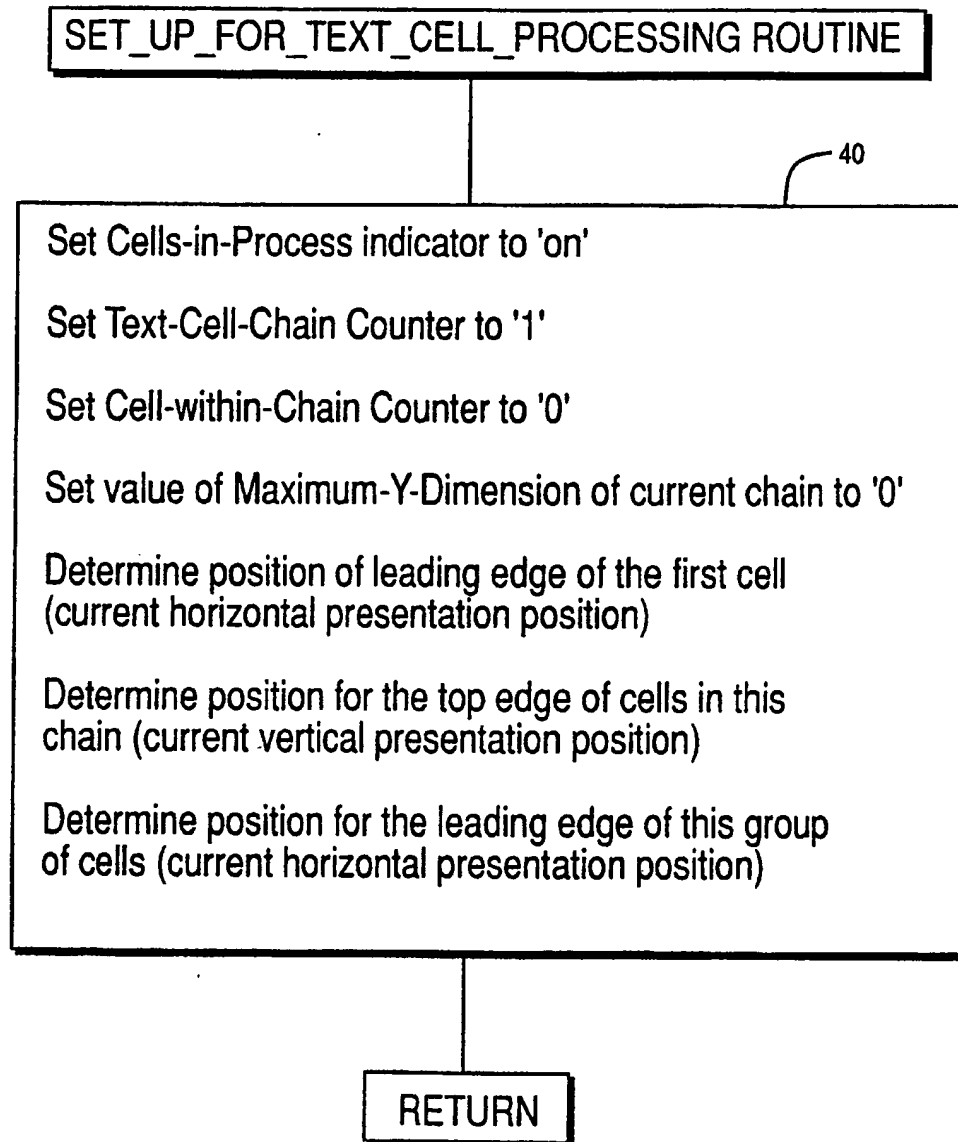 SET_UP_FOR_TEXT_CELL_PROCESSING ROUTINE
40
Set Cells-in-Process indicator to 'on'
Set Text-Cell-Chain Counter to '1'
Set Cell-within-Chain Counter to '0'
Set value of Maximum-Y-Dimension of current chain to '0'
Determine position of leading edge of the first cell
(current horizontal presentation position)
Determine position for the top edge of cells in this
chain (current vertical presentation position)
Determine position for the leading edge of this group
of cells (current horizontal presentation position)
RETURN